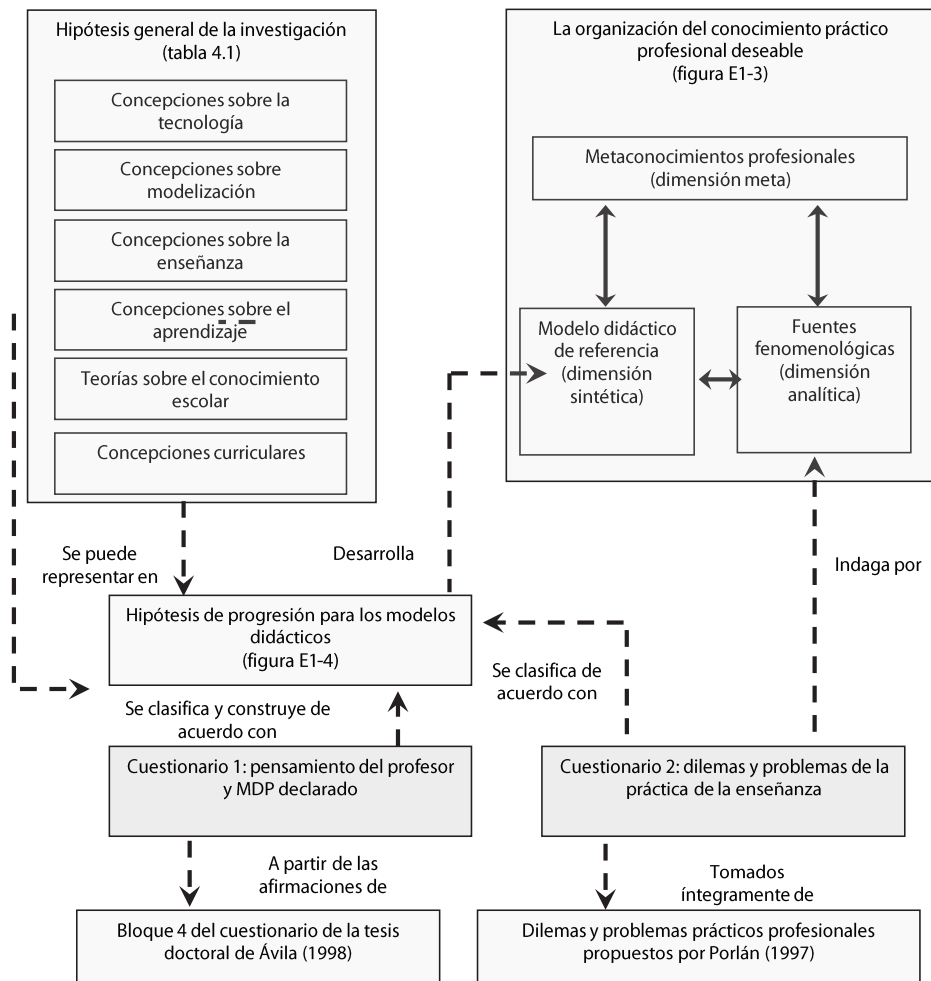 Hipótesis general de la investigación
(tabla 4.1)
Concepciones sobre la
tecnología
Concepciones sobre
modelización
Concepciones sobre la
enseñanza
Concepciones sobre el
aprendizaje
Teorías sobre el conocimiento
escolar
Concepciones curriculares
La organización del conocimiento práctico
profesional deseable
(figura E1-3)
Metaconocimientos profesionales
(dimensión meta)
Modelo didáctico
de referencia
(dimensión
sintética)
Fuentes
fenomenológicas
(dimensión
analítica)
Se puede
representar en
Desarrolla
Indaga por
Hipótesis de progresión para los modelos
didácticos
(figura E1-4)
Se clasifica de
acuerdo con
Se clasifica y construye de
acuerdo con
Cuestionario 1: pensamiento del profesor
y MDP declarado
Cuestionario 2: dilemas y problemas de la
práctica de la enseñanza
A partir de las
afirmaciones de
Tomados
íntegramente de
Bloque 4 del cuestionario de la tesis
doctoral de Ávila (1998)
Dilemas y problemas prácticos profesionales
propuestos por Porlán (1997)